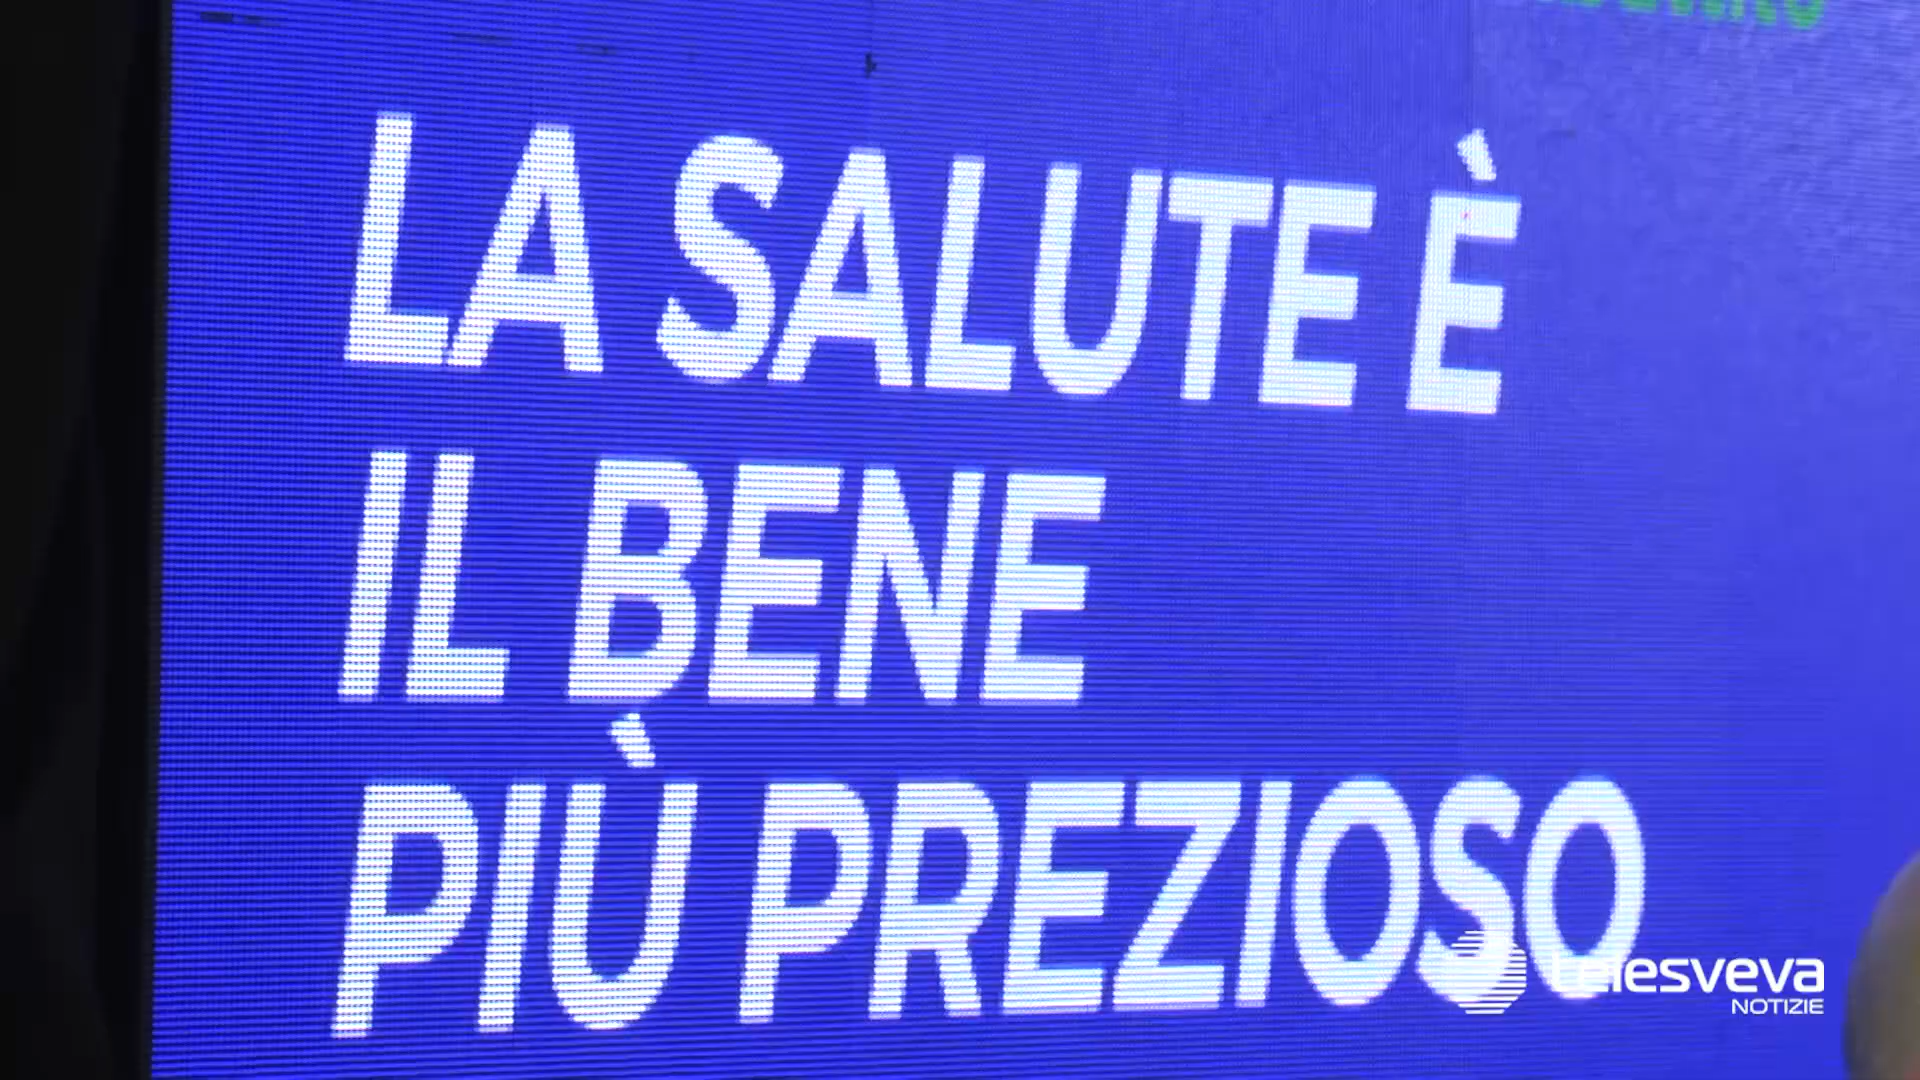 LA SALUTE È
IL BENE
PIÙ PREZIOSO
telesveva
NOTIZIE